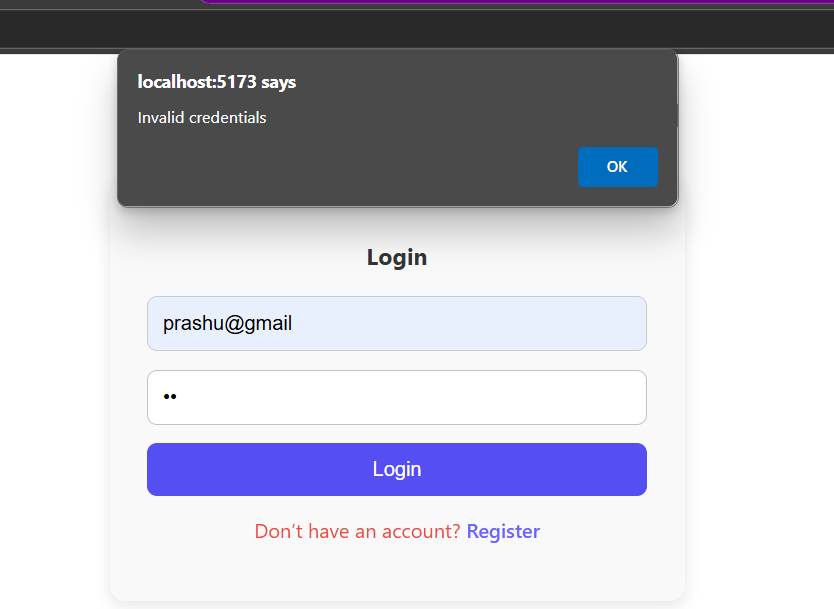 localhost:5173 says
Invalid credentials
OK
Login
prashu@gmail
••
Login
Don’t have an account? Register